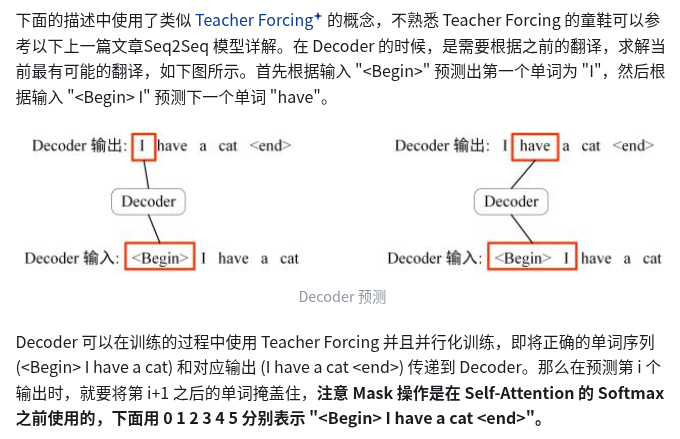 下面的描述中使用了类似 Teacher Forcing 的概念，不熟悉 Teacher Forcing 的童鞋可以参
考以下上一篇文章Seq2Seq 模型详解。在 Decoder 的时候，是需要根据之前的翻译，求解当
前最有可能的翻译，如下图所示。首先根据输入 "<Begin>" 预测出第一个单词为 "I"，然后根
据输入 "<Begin> I" 预测下一个单词 "have"。
Decoder 输出: I have a cat <end>
Decoder
Decoder 输入: <Begin> I have a cat
Decoder 输出: I have a cat <end>
Decoder
Decoder 输入: <Begin> I have a cat
Decoder 预测
Decoder 可以在训练的过程中使用 Teacher Forcing 并且并行化训练，即将正确的单词序列
(<Begin> I have a cat) 和对应输出 (I have a cat <end>) 传递到 Decoder。那么在预测第 i 个
输出时，就要将第 i+1 之后的单词掩盖住，注意 Mask 操作是在 Self-Attention 的 Softmax
之前使用的，下面用 0 1 2 3 4 5 分别表示 "<Begin> I have a cat <end>"。